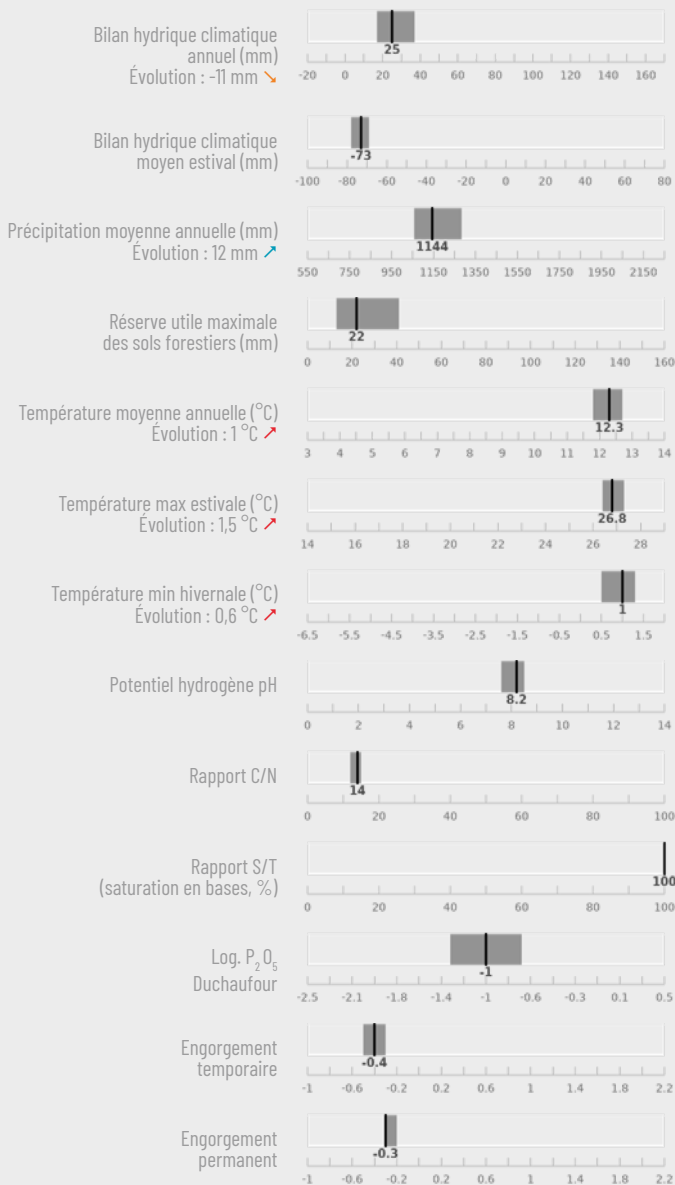 Bilan hydrique climatique
annuel (mm)
Évolution : -11 mm ↘
25
-20 0 20 40 60 80 100 120 140 160
Bilan hydrique climatique
moyen estival (mm)
-73
-100 -80 -60 -40 -20 0 20 40 60 80
Précipitation moyenne annuelle (mm)
Évolution : 12 mm ↗
1144
550 750 950 1150 1350 1550 1750 1950 2150
Réserve utile maximale
des sols forestiers (mm)
22
0 20 40 60 80 100 120 140 160
Température moyenne annuelle (°C)
Évolution : 1 °C ↗
12.3
3 4 5 6 7 8 9 10 11 12 13 14
Température max estivale (°C)
Évolution : 1,5 °C ↗
26.8
14 16 18 20 22 24 26 28
Température min hivernale (°C)
Évolution : 0,6 °C ↗
1
-6.5 -5.5 -4.5 -3.5 -2.5 -1.5 -0.5 0.5 1.5
Potentiel hydrogène pH
8.2
0 2 4 6 8 10 12 14
Rapport C/N
14
0 20 40 60 80 100
Rapport S/T
(saturation en bases, %)
100
0 20 40 60 80 100
Log. P₂O₅
Duchaufour
-1
-2.5 -2.1 -1.8 -1.4 -1 -0.6 -0.3 0.1 0.5
Engorgement
temporaire
-0.4
-1 -0.6 -0.2 0.2 0.6 1 1.4 1.8 2.2
Engorgement
permanent
-0.3
-1 -0.6 -0.2 0.2 0.6 1 1.4 1.8 2.2